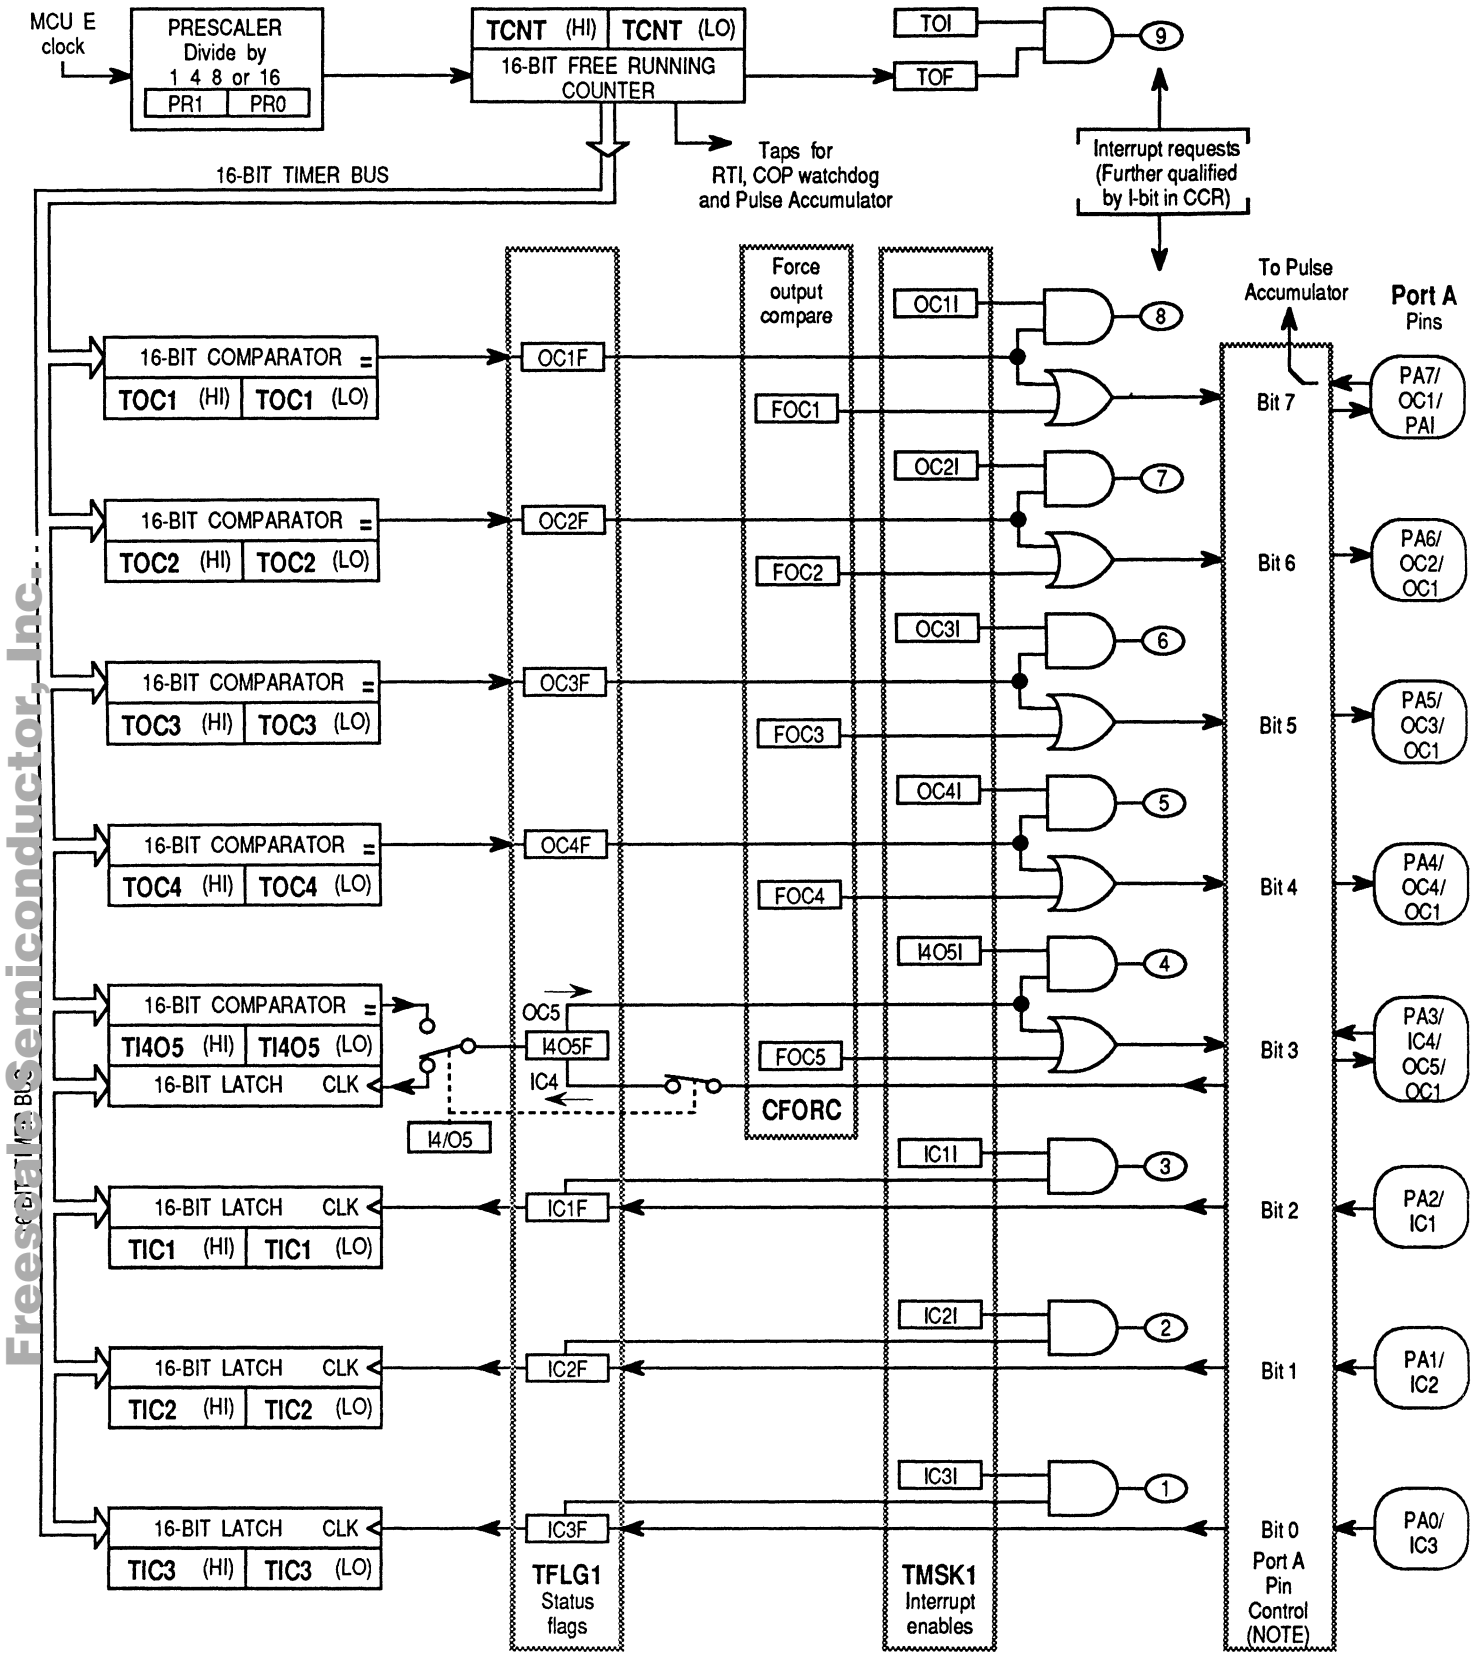 MCU E
clock
PRESCALER
Divide by
1 4 8 or 16
PR1 PR0
TCNT (HI) TCNT (LO)
16-BIT FREE RUNNING
COUNTER
TOI
TOF
9
16-BIT TIMER BUS
Taps for
RTI, COP watchdog
and Pulse Accumulator
Interrupt requests
(Further qualified
by I-bit in CCR)
Force
output
compare
To Pulse
Accumulator
Port A
Pins
OC1I
8
16-BIT COMPARATOR =
TOC1 (HI) TOC1 (LO)
OC1F
FOC1
Bit 7
PA7/
OC1/
PAI
OC2I
7
16-BIT COMPARATOR =
TOC2 (HI) TOC2 (LO)
OC2F
FOC2
Bit 6
PA6/
OC2/
OC1
OC3I
6
16-BIT COMPARATOR =
TOC3 (HI) TOC3 (LO)
OC3F
FOC3
Bit 5
PA5/
OC3/
OC1
OC4I
5
16-BIT COMPARATOR =
TOC4 (HI) TOC4 (LO)
OC4F
FOC4
Bit 4
PA4/
OC4/
OC1
I4O5I
4
16-BIT COMPARATOR =
TI4O5 (HI) TI4O5 (LO)
16-BIT LATCH CLK
OC5
I4O5F
IC4
I4/O5
FOC5
CFORC
Bit 3
PA3/
IC4/
OC5/
OC1
IC1I
3
16-BIT LATCH CLK
TIC1 (HI) TIC1 (LO)
IC1F
Bit 2
PA2/
IC1
IC2I
2
16-BIT LATCH CLK
TIC2 (HI) TIC2 (LO)
IC2F
Bit 1
PA1/
IC2
IC3I
1
16-BIT LATCH CLK
TIC3 (HI) TIC3 (LO)
IC3F
Bit 0
PA0/
IC3
TFLG1
Status
flags
TMSK1
Interrupt
enables
Port A
Pin
Control
(NOTE)
Freescale Semiconductor, Inc.
16-BIT TIMER BUS